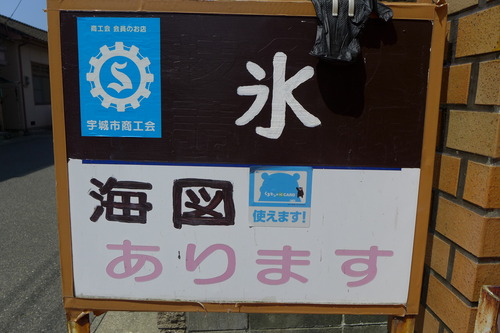 商工会 会員のお店
S
宇城市商工会
氷
海図
使えます!
あります